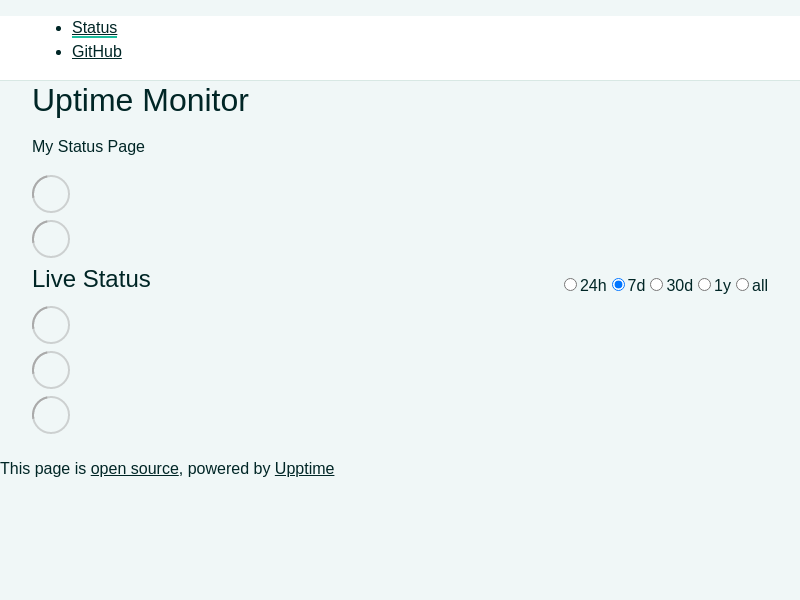 Status
GitHub
Uptime Monitor
My Status Page
Live Status
24h 7d 30d 1y all
This page is open source, powered by Upptime